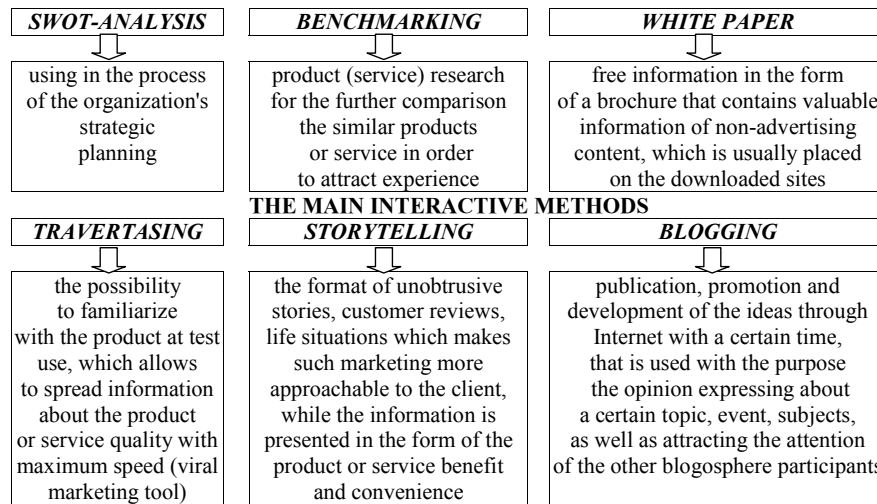 SWOT-ANALYSIS
using in the process
of the organization's
strategic
planning
BENCHMARKING
product (service) research
for the further comparison
the similar products
or service in order
to attract experience
WHITE PAPER
free information in the form
of a brochure that contains valuable
information of non-advertising
content, which is usually placed
on the downloaded sites
THE MAIN INTERACTIVE METHODS
TRAVERTASING
the possibility
to familiarize
with the product at test
use, which allows
to spread information
about the product
or service quality with
maximum speed (viral
marketing tool)
STORYTELLING
the format of unobtrusive
stories, customer reviews,
life situations which makes
such marketing more
approachable to the client,
while the information is
presented in the form of the
product or service benefit
and convenience
BLOGGING
publication, promotion and
development of the ideas through
Internet with a certain time,
that is used with the purpose
the opinion expressing about
a certain topic, event, subjects,
as well as attracting the attention
of the other blogosphere participants